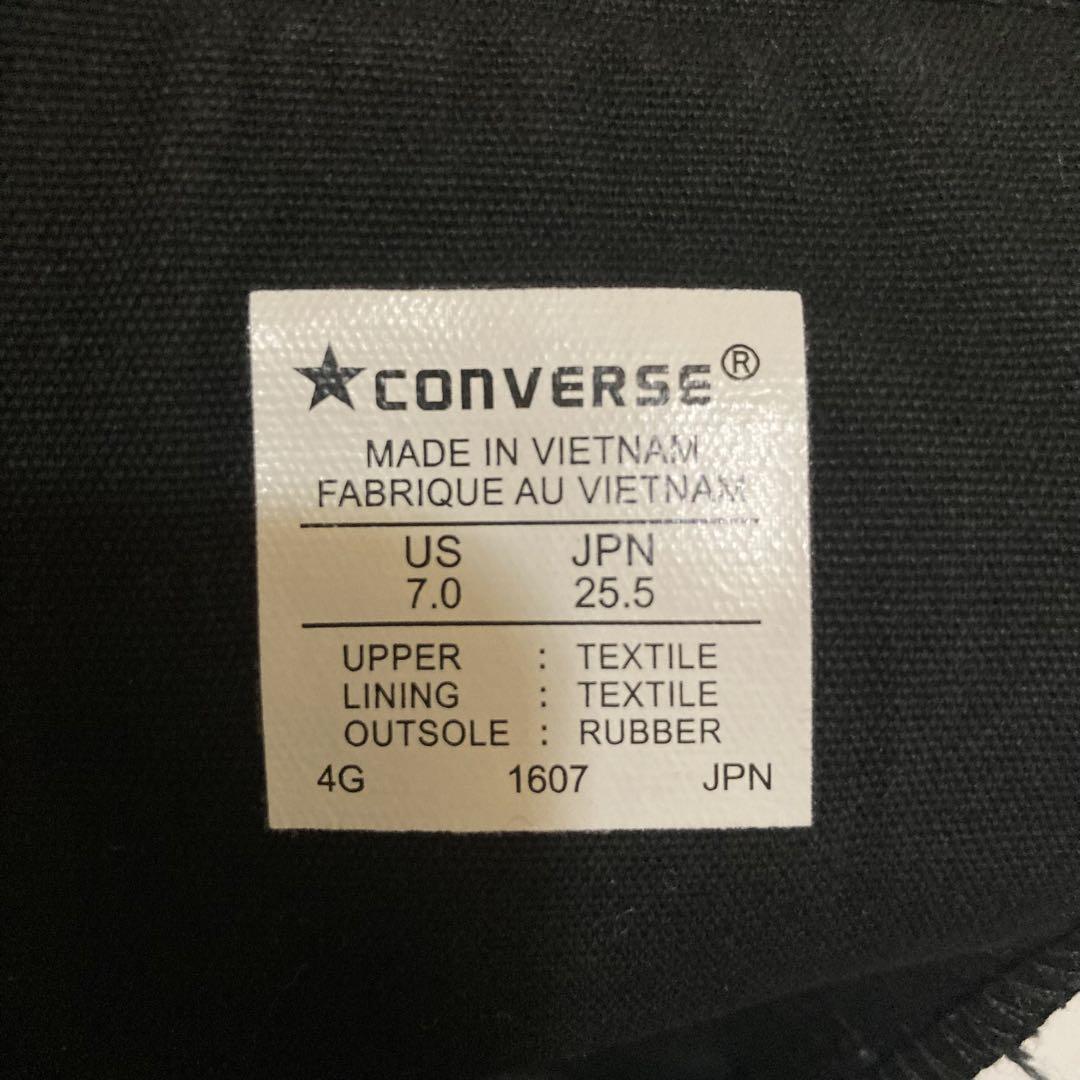 CONVERSE®
MADE IN VIETNAM
FABRIQUE AU VIETNAM
US JPN
7.0 25.5
UPPER : TEXTILE
LINING : TEXTILE
OUTSOLE : RUBBER
4G 1607 JPN